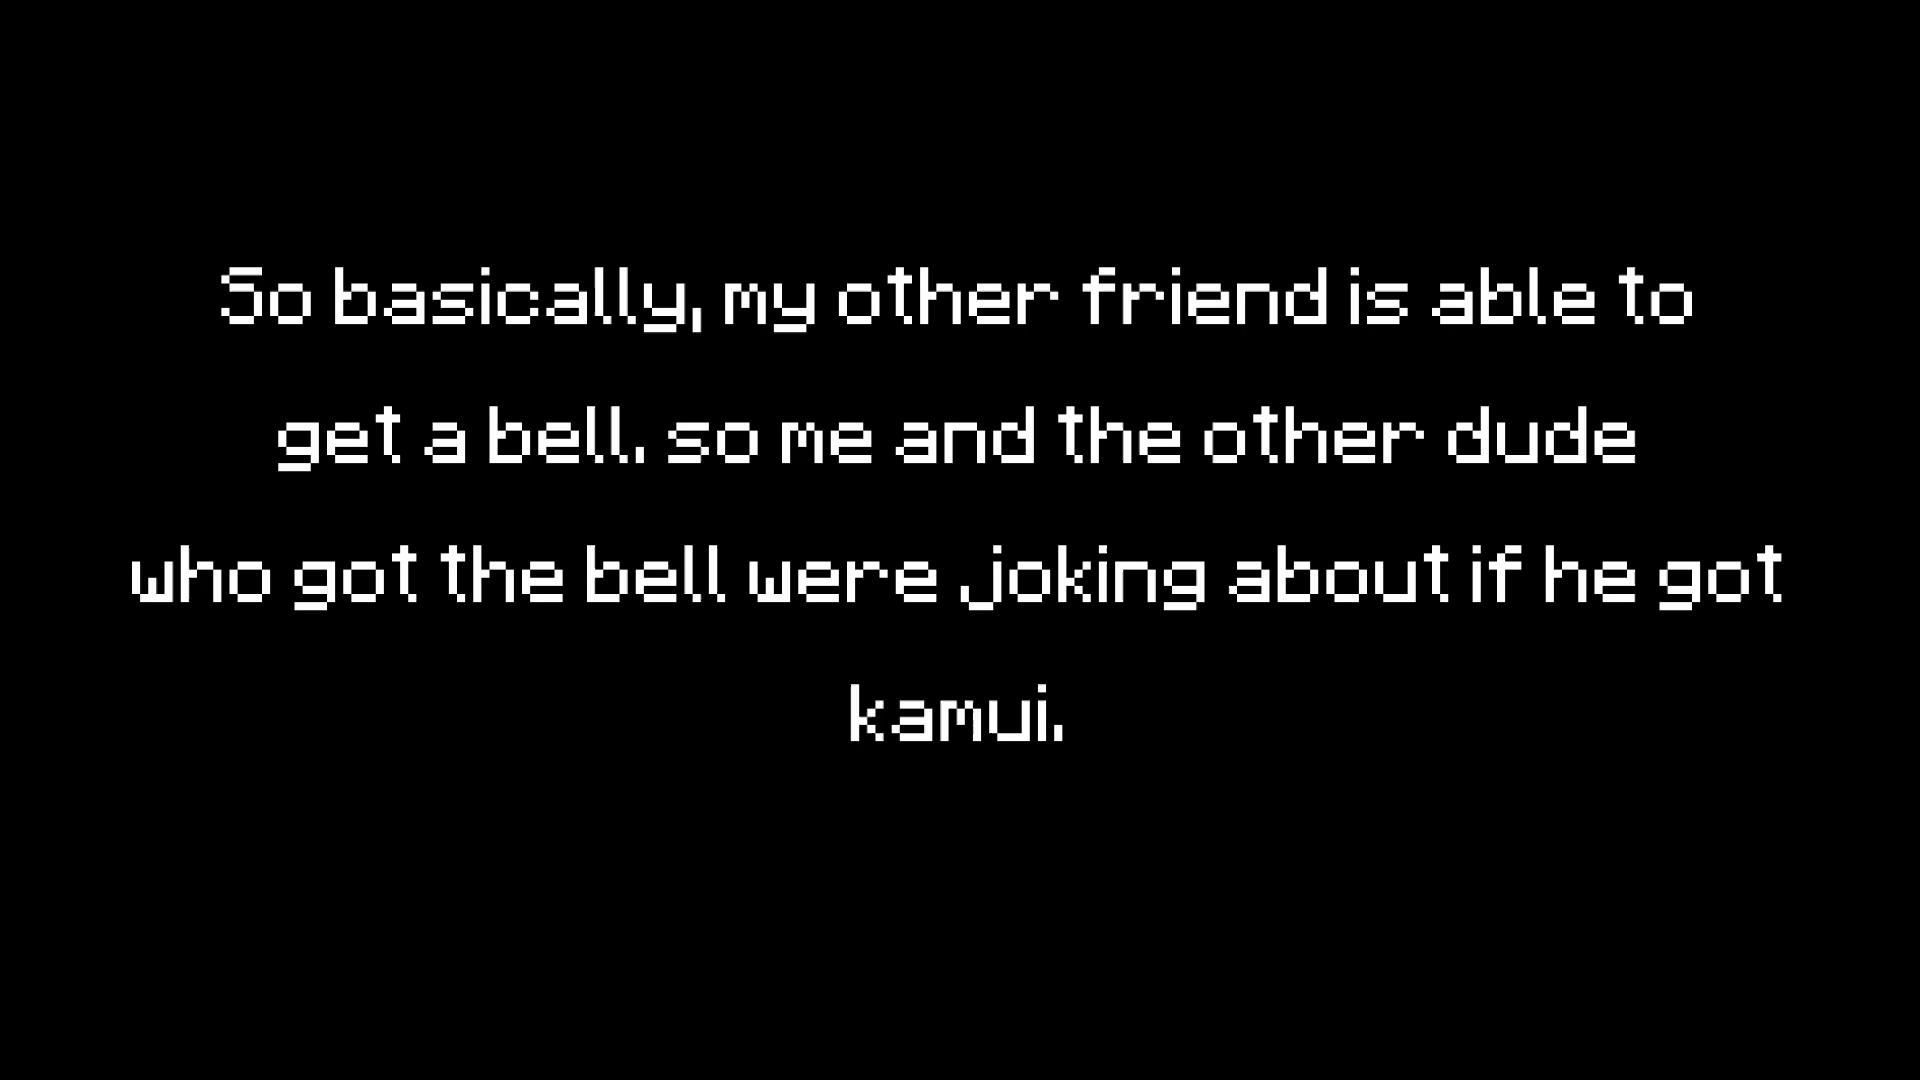 So basically, my other friend is able to
get a bell. so me and the other dude
who got the bell were joking about if he got
kamui.